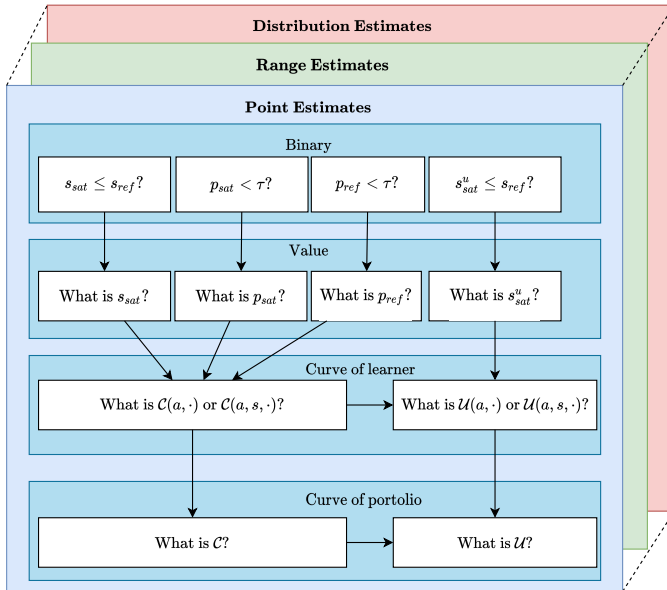 Distribution Estimates
Range Estimates
Point Estimates
Binary
s_sat ≤ s_ref?
p_sat < τ?
p_ref < τ?
s^u_sat ≤ s_ref?
Value
What is s_sat?
What is p_sat?
What is p_ref?
What is s^u_sat?
Curve of learner
What is 𝒞(a, ·) or 𝒞(a, s, ·)?
What is 𝒰(a, ·) or 𝒰(a, s, ·)?
Curve of portolio
What is 𝒞?
What is 𝒰?